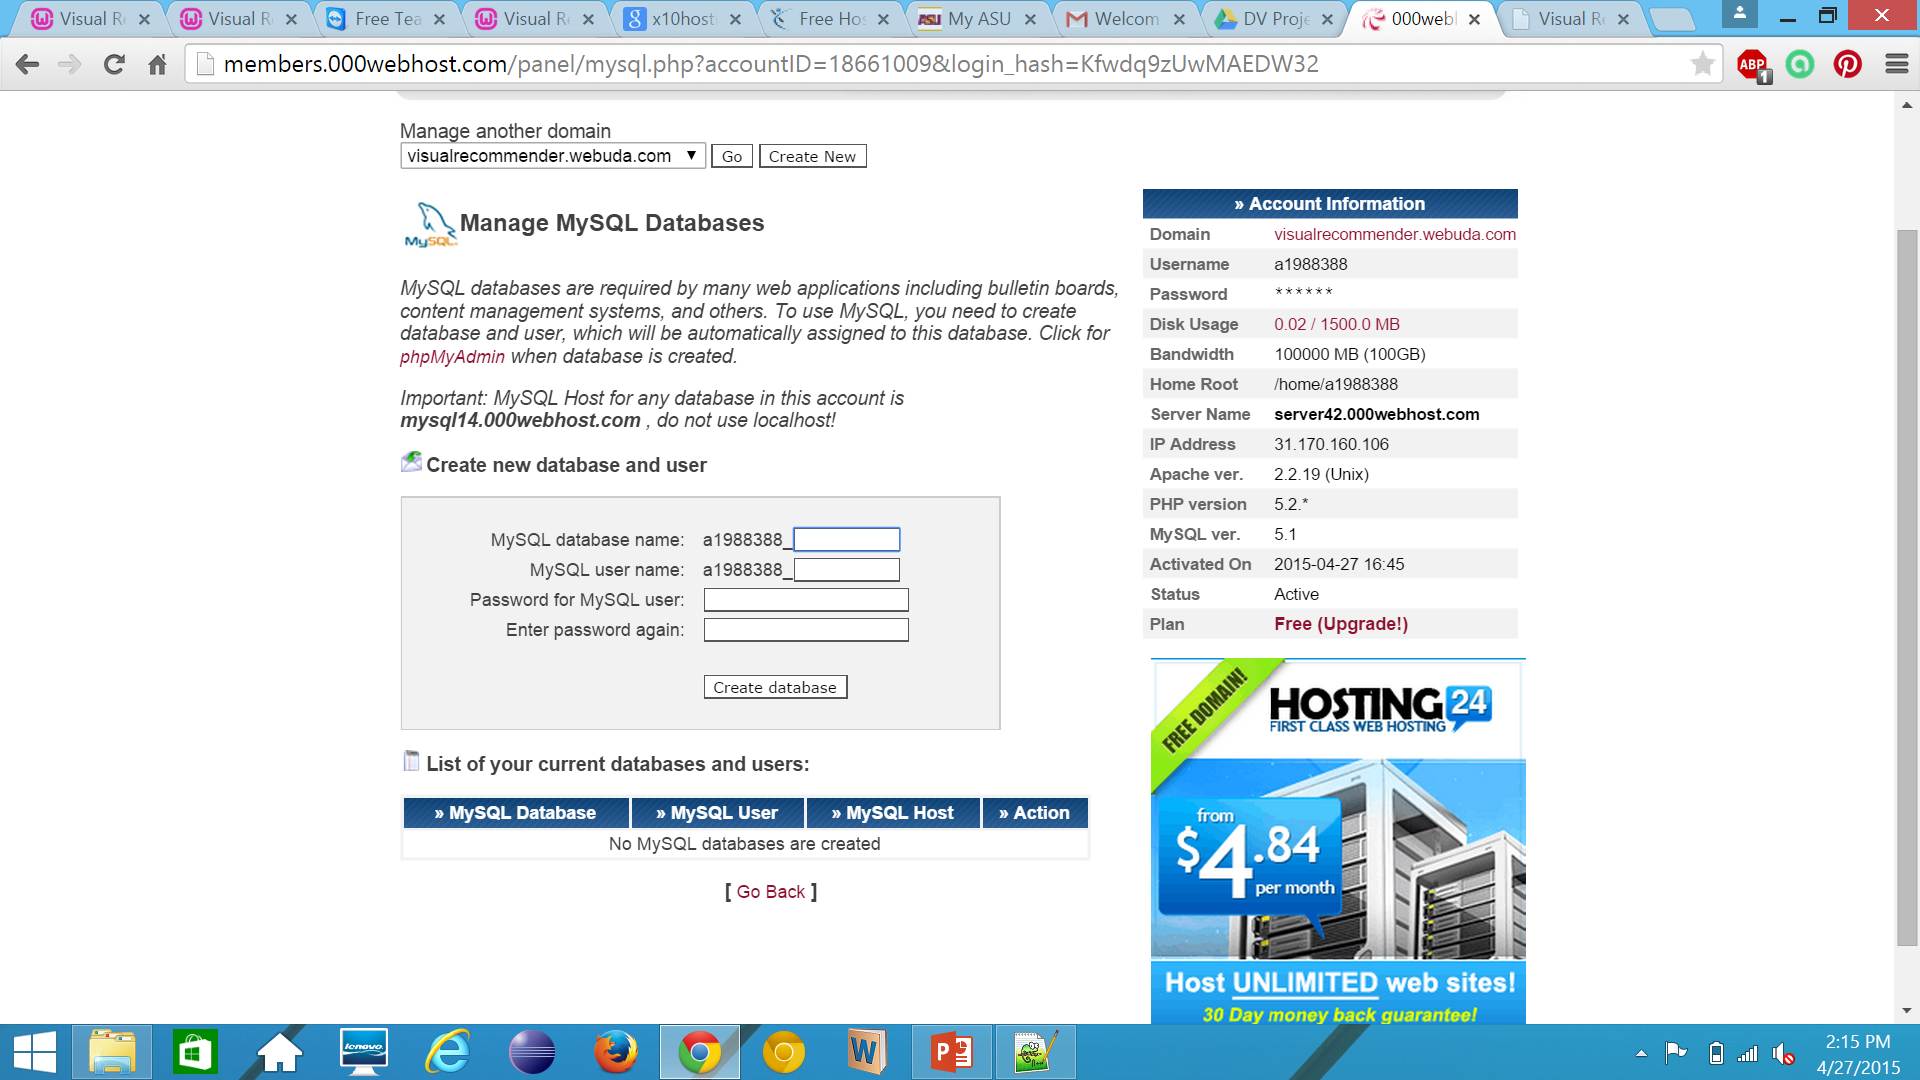 Visual R
Visual R
Free Tea
Visual R
x10host
Free Hos
My ASU
Welcom
DV Proje
000webh
Visual R
members.000webhost.com/panel/mysql.php?accountID=18661009&login_hash=Kfwdq9zUwMAEDW32
ABP
1
Manage another domain
visualrecommender.webuda.com
Go
Create New
MySQL
Manage MySQL Databases
MySQL databases are required by many web applications including bulletin boards,
content management systems, and others. To use MySQL, you need to create
database and user, which will be automatically assigned to this database. Click for
phpMyAdmin when database is created.
Important: MySQL Host for any database in this account is
mysql14.000webhost.com , do not use localhost!
Create new database and user
MySQL database name: a1988388_
MySQL user name: a1988388_
Password for MySQL user:
Enter password again:
Create database
List of your current databases and users:
» MySQL Database » MySQL User » MySQL Host » Action
No MySQL databases are created
[ Go Back ]
» Account Information
Domain visualrecommender.webuda.com
Username a1988388
Password ******
Disk Usage 0.02 / 1500.0 MB
Bandwidth 100000 MB (100GB)
Home Root /home/a1988388
Server Name server42.000webhost.com
IP Address 31.170.160.106
Apache ver. 2.2.19 (Unix)
PHP version 5.2.*
MySQL ver. 5.1
Activated On 2015-04-27 16:45
Status Active
Plan Free (Upgrade!)
FREE DOMAIN!
HOSTING 24
FIRST CLASS WEB HOSTING
from
$4.84
per month
Host UNLIMITED web sites!
30 Day money back guarantee!
lenovo
2:15 PM
4/27/2015